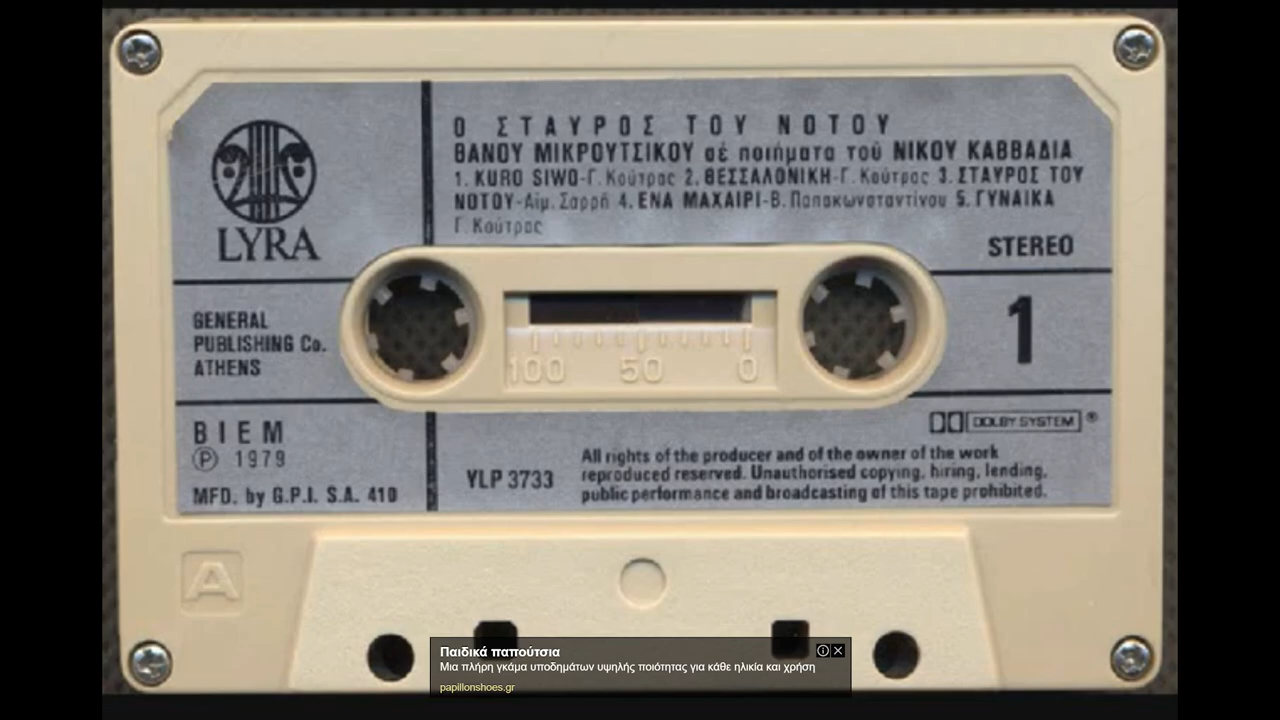 Ο ΣΤΑΥΡΟΣ ΤΟΥ ΝΟΤΟΥ
ΘΑΝΟΥ ΜΙΚΡΟΥΤΣΙΚΟΥ σέ ποιήματα τοῦ ΝΙΚΟΥ ΚΑΒΒΑΔΙΑ
1. KURO SIWO-Γ. Κούτρας 2. ΘΕΣΣΑΛΟΝΙΚΗ-Γ. Κούτρας 3. ΣΤΑΥΡΟΣ ΤΟΥ
ΝΟΤΟΥ-Αἰμ. Σαρρή 4. ΕΝΑ ΜΑΧΑΙΡΙ-Β. Παπακωνσταντίνου 5. ΓΥΝΑΙΚΑ
Γ. Κούτρας
LYRA
STEREO
GENERAL
PUBLISHING Co.
ATHENS
1
100 50 0
BIEM
Ⓟ 1979
MFD. by G.P.I. S.A. 410
DOLBY SYSTEM ®
YLP 3733
All rights of the producer and of the owner of the work
reproduced reserved. Unauthorised copying, hiring, lending,
public performance and broadcasting of this tape prohibited.
A
Παιδικά παπούτσια
Μια πλήρη γκάμα υποδημάτων υψηλής ποιότητας για κάθε ηλικία και χρήση
papillonshoes.gr